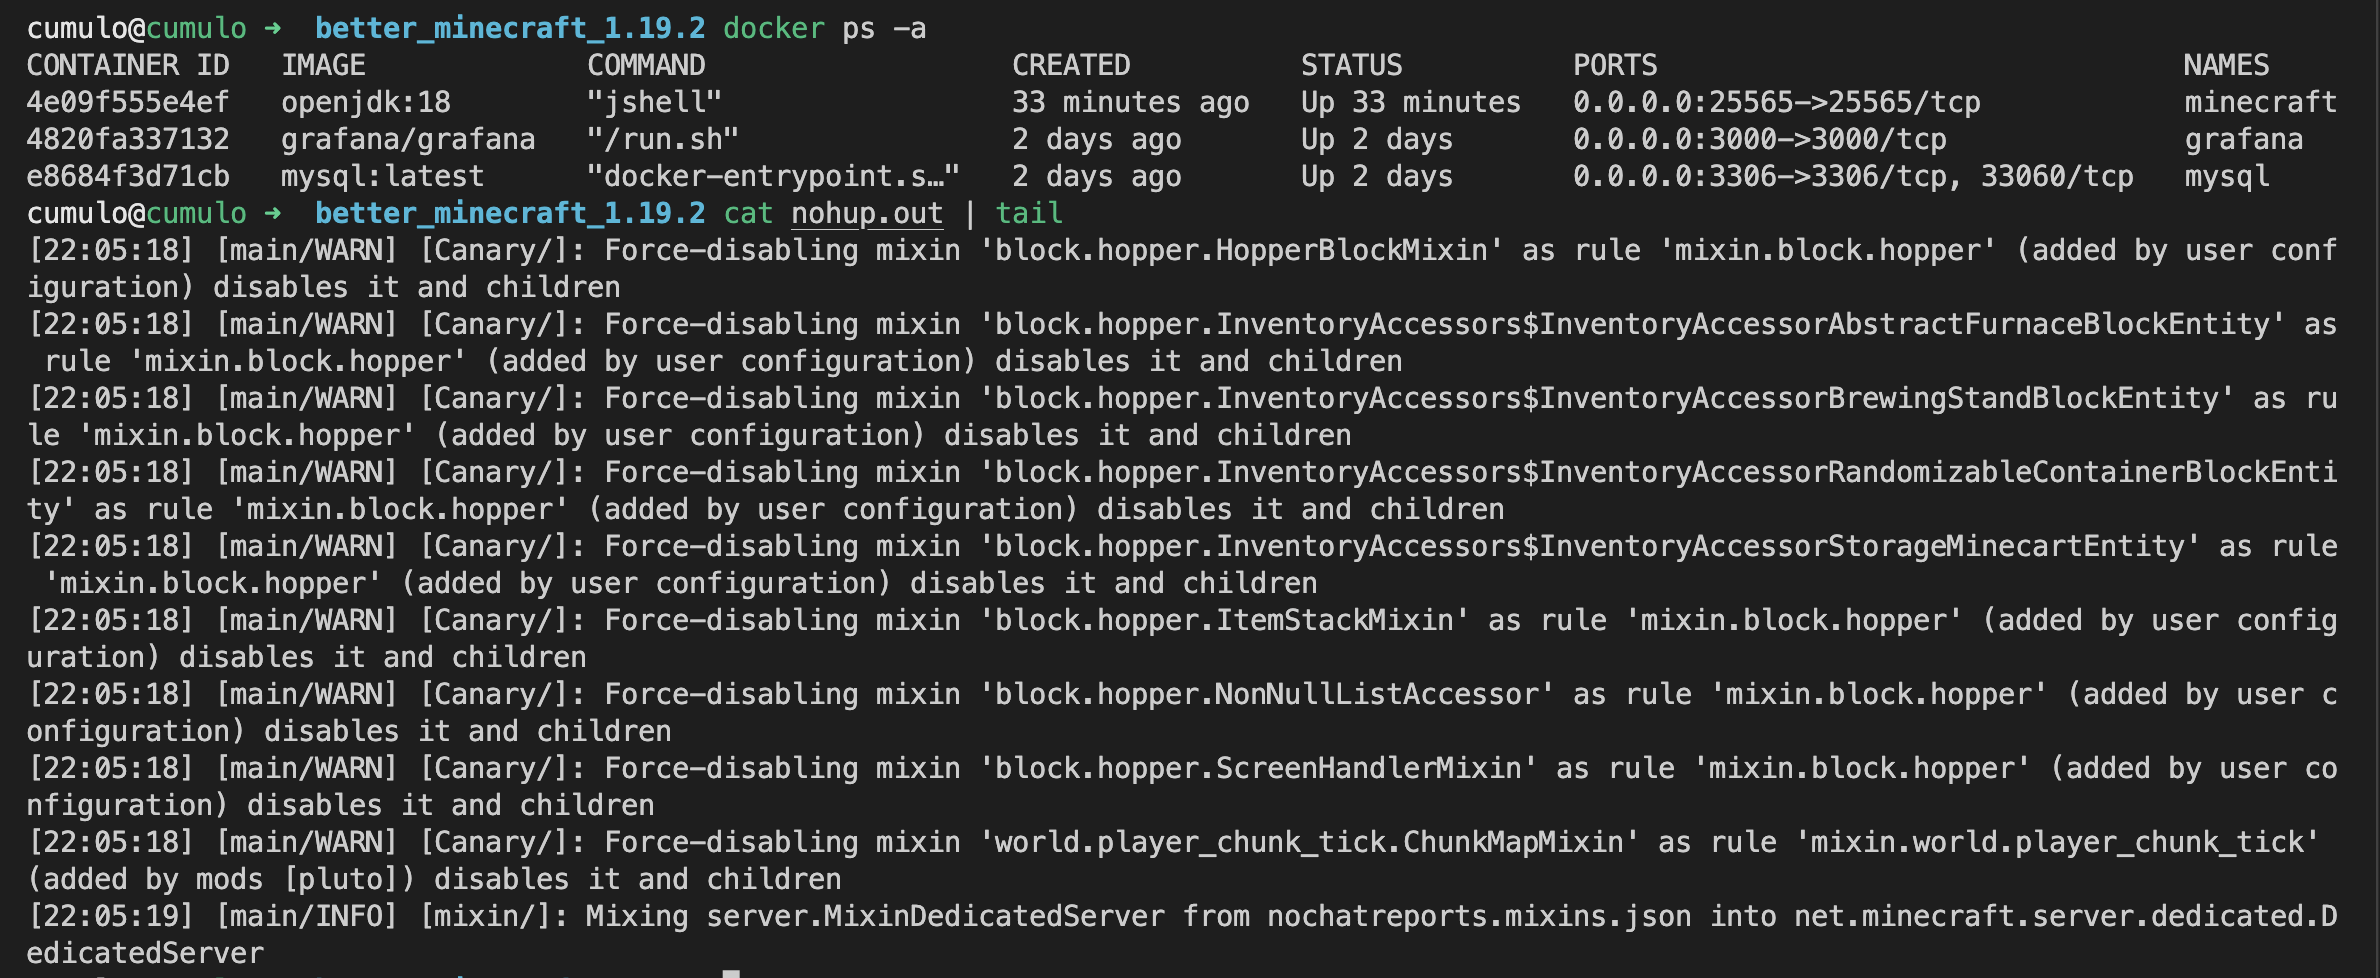 cumulo@cumulo → better_minecraft_1.19.2 docker ps -a
CONTAINER ID IMAGE COMMAND CREATED STATUS PORTS NAMES
4e09f555e4ef openjdk:18 "jshell" 33 minutes ago Up 33 minutes 0.0.0.0:25565->25565/tcp minecraft
4820fa337132 grafana/grafana "/run.sh" 2 days ago Up 2 days 0.0.0.0:3000->3000/tcp grafana
e8684f3d71cb mysql:latest "docker-entrypoint.s…" 2 days ago Up 2 days 0.0.0.0:3306->3306/tcp, 33060/tcp mysql
cumulo@cumulo → better_minecraft_1.19.2 cat nohup.out | tail
[22:05:18] [main/WARN] [Canary/]: Force-disabling mixin 'block.hopper.HopperBlockMixin' as rule 'mixin.block.hopper' (added by user conf
iguration) disables it and children
[22:05:18] [main/WARN] [Canary/]: Force-disabling mixin 'block.hopper.InventoryAccessors$InventoryAccessorAbstractFurnaceBlockEntity' as
 rule 'mixin.block.hopper' (added by user configuration) disables it and children
[22:05:18] [main/WARN] [Canary/]: Force-disabling mixin 'block.hopper.InventoryAccessors$InventoryAccessorBrewingStandBlockEntity' as ru
le 'mixin.block.hopper' (added by user configuration) disables it and children
[22:05:18] [main/WARN] [Canary/]: Force-disabling mixin 'block.hopper.InventoryAccessors$InventoryAccessorRandomizableContainerBlockEnti
ty' as rule 'mixin.block.hopper' (added by user configuration) disables it and children
[22:05:18] [main/WARN] [Canary/]: Force-disabling mixin 'block.hopper.InventoryAccessors$InventoryAccessorStorageMinecartEntity' as rule
 'mixin.block.hopper' (added by user configuration) disables it and children
[22:05:18] [main/WARN] [Canary/]: Force-disabling mixin 'block.hopper.ItemStackMixin' as rule 'mixin.block.hopper' (added by user config
uration) disables it and children
[22:05:18] [main/WARN] [Canary/]: Force-disabling mixin 'block.hopper.NonNullListAccessor' as rule 'mixin.block.hopper' (added by user c
onfiguration) disables it and children
[22:05:18] [main/WARN] [Canary/]: Force-disabling mixin 'block.hopper.ScreenHandlerMixin' as rule 'mixin.block.hopper' (added by user co
nfiguration) disables it and children
[22:05:18] [main/WARN] [Canary/]: Force-disabling mixin 'world.player_chunk_tick.ChunkMapMixin' as rule 'mixin.world.player_chunk_tick'
(added by mods [pluto]) disables it and children
[22:05:19] [main/INFO] [mixin/]: Mixing server.MixinDedicatedServer from nochatreports.mixins.json into net.minecraft.server.dedicated.D
edicatedServer